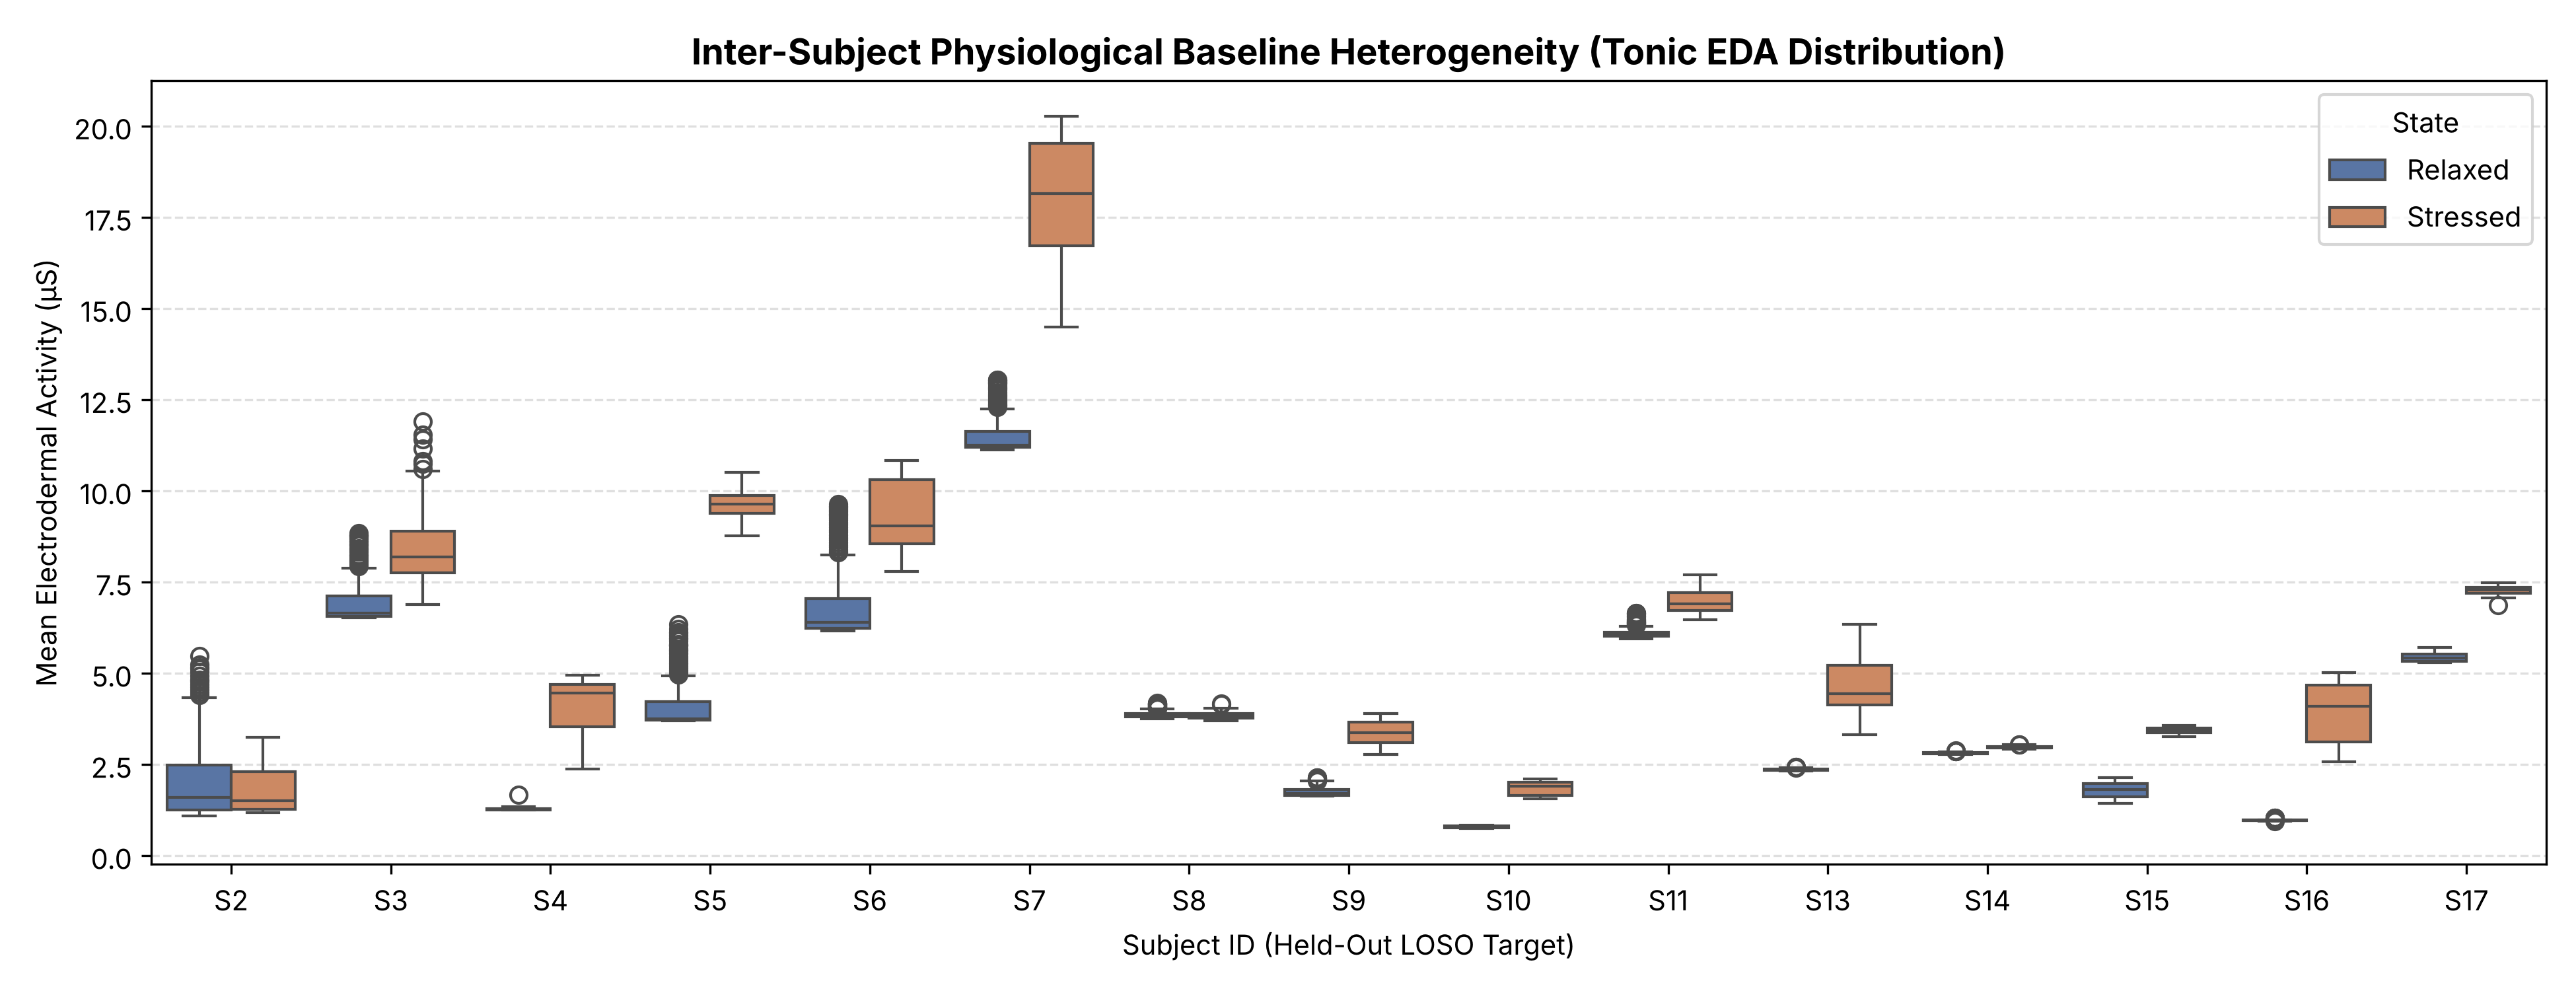 Inter-Subject Physiological Baseline Heterogeneity (Tonic EDA Distribution)
State
Relaxed
Stressed
Mean Electrodermal Activity (µS)
20.0
17.5
15.0
12.5
10.0
7.5
5.0
2.5
0.0
S2 S3 S4 S5 S6 S7 S8 S9 S10 S11 S13 S14 S15 S16 S17
Subject ID (Held-Out LOSO Target)